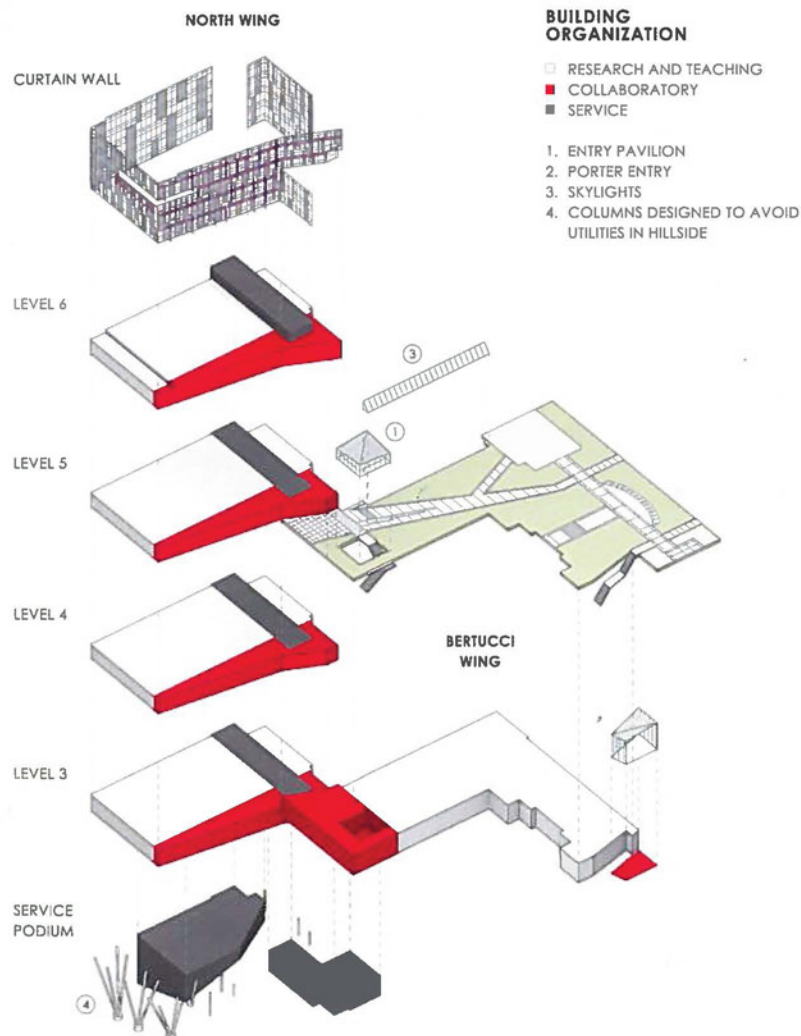 NORTH WING
CURTAIN WALL
BUILDING
ORGANIZATION
RESEARCH AND TEACHING
COLLABORATORY
SERVICE
1. ENTRY PAVILION
2. PORTER ENTRY
3. SKYLIGHTS
4. COLUMNS DESIGNED TO AVOID
UTILITIES IN HILLSIDE
LEVEL 6
3
1
LEVEL 5
LEVEL 4
BERTUCCI
WING
LEVEL 3
SERVICE
PODIUM
4